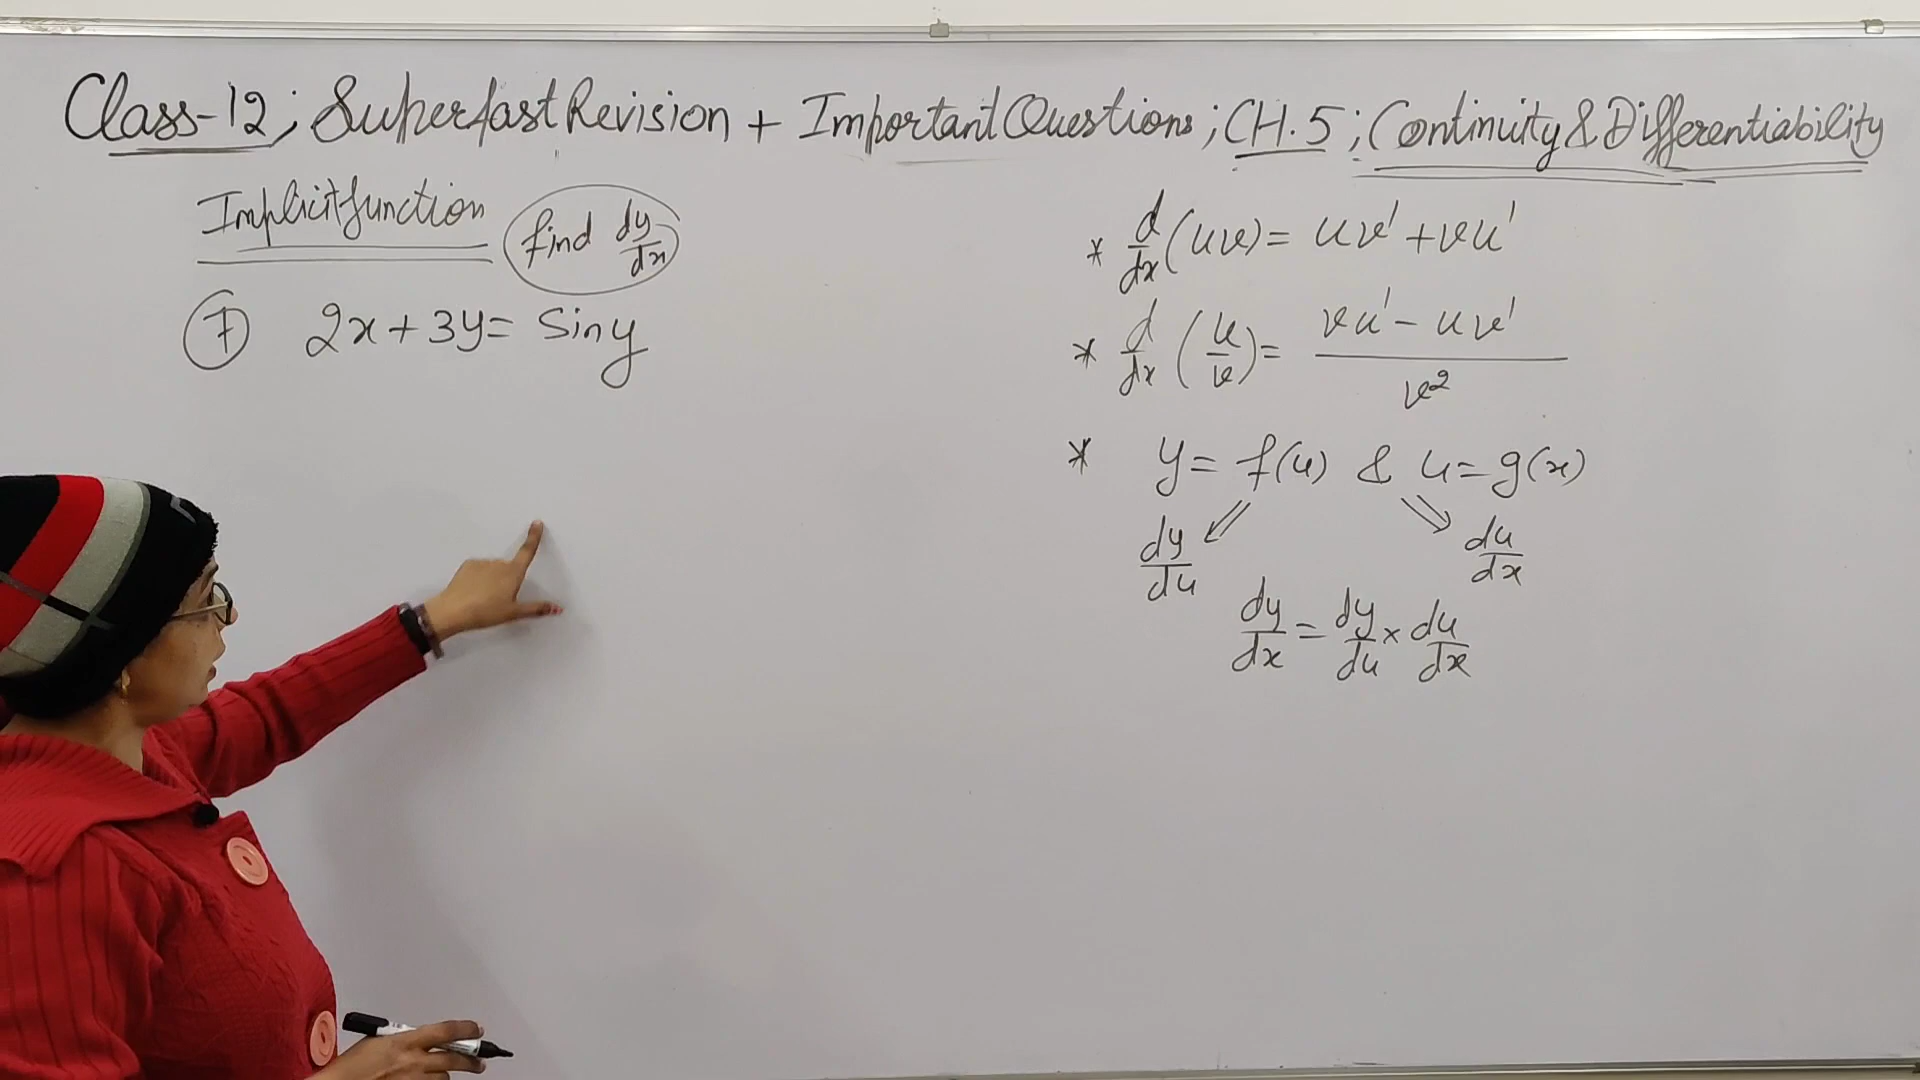 Class-12; Superfast Revision + Important Questions; CH.5; Continuity & Differentiability
Implicit function find dy/dx
7 2x+3y= Sin y
* d/dx (uv)= uv'+vu'
* d/dx (u/v)= vu'-uv' / v²
* y= f(u) & u=g(x)
dy/du du/dx
dy/dx = dy/du × du/dx